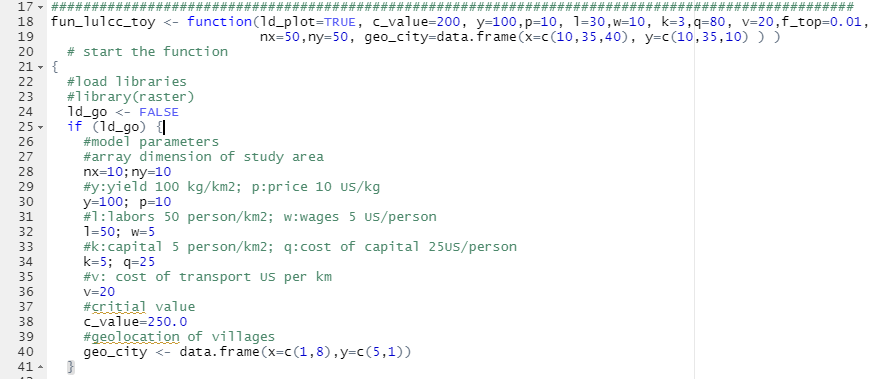 17 ##########################################################################################
18 fun_lulcc_toy <- function(ld_plot=TRUE, c_value=200, y=100,p=10, l=30,w=10, k=3,q=80, v=20,f_top=0.01,
19 nx=50,ny=50, geo_city=data.frame(x=c(10,35,40), y=c(10,35,10) ) )
20 # start the function
21 {
22 #load libraries
23 #library(raster)
24 ld_go <- FALSE
25 if (ld_go) {
26 #model parameters
27 #array dimension of study area
28 nx=10;ny=10
29 #y:yield 100 kg/km2; p:price 10 US/kg
30 y=100; p=10
31 #l:labors 50 person/km2; w:wages 5 US/person
32 l=50; w=5
33 #k:capital 5 person/km2; q:cost of capital 25US/person
34 k=5; q=25
35 #v: cost of transport US per km
36 v=20
37 #critial value
38 c_value=250.0
39 #geolocation of villages
40 geo_city <- data.frame(x=c(1,8),y=c(5,1))
41 }